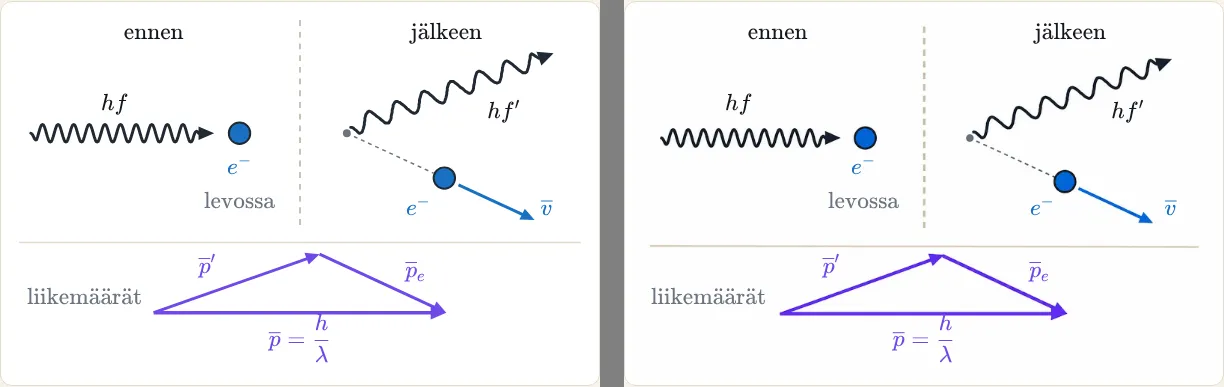 ennen
jälkeen
hf
hf′
e⁻
levossa
e⁻
v̅
liikemäärät
p̅′
p̅ₑ
p̅ = h/λ
ennen
jälkeen
hf
hf′
e⁻
levossa
e⁻
v̅
liikemäärät
p̅′
p̅ₑ
p̅ = h/λ